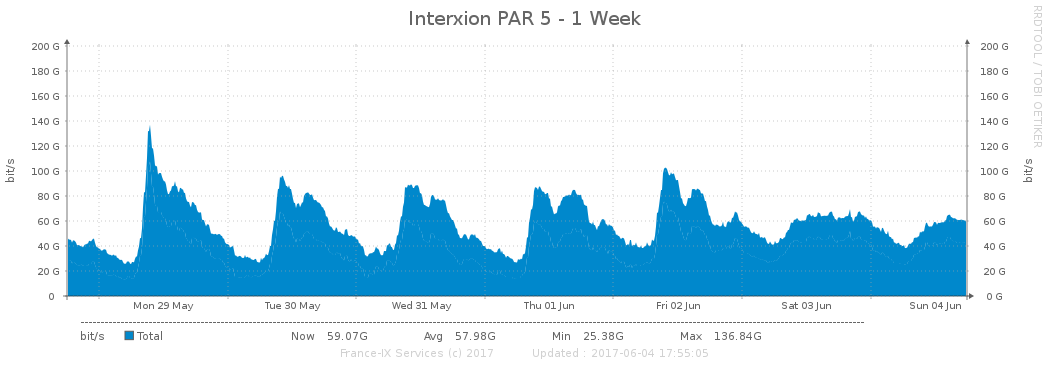 Interxion PAR 5 - 1 Week
RRDTOOL / TOBI OETIKER
bit/s
bit/s
200 G 200 G
180 G 180 G
160 G 160 G
140 G 140 G
120 G 120 G
100 G 100 G
80 G 80 G
60 G 60 G
40 G 40 G
20 G 20 G
0 0 G
Mon 29 May Tue 30 May Wed 31 May Thu 01 Jun Fri 02 Jun Sat 03 Jun Sun 04 Jun
bit/s Total Now 59.07G Avg 57.98G Min 25.38G Max 136.84G
France-IX Services (c) 2017 Updated : 2017-06-04 17:55:05